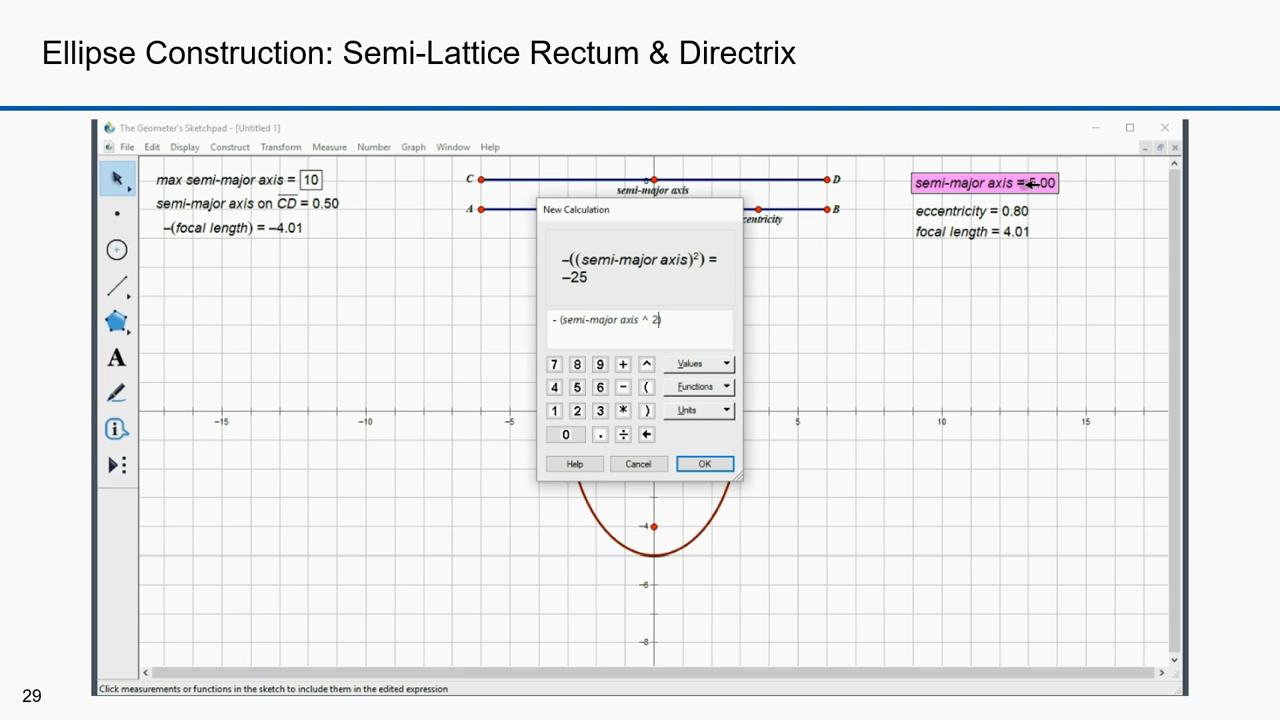 Ellipse Construction: Semi-Lattice Rectum & Directrix
The Geometer's Sketchpad - [Untitled 1]
File Edit Display Construct Transform Measure Number Graph Window Help
max semi-major axis = 10
semi-major axis on CD = 0.50
–(focal length) = –4.01
C
D
semi-major axis
A
B
centricity
semi-major axis = 5.00
eccentricity = 0.80
focal length = 4.01
New Calculation
–((semi-major axis)²) =
–25
- (semi-major axis ^ 2)
7 8 9 + ^ Values
4 5 6 − ( Functions
1 2 3 * ) Units
0 . ÷ ←
Help Cancel OK
−15 −10 −5 5 10 15
−4
−6
−8
A
Click measurements or functions in the sketch to include them in the edited expression
29